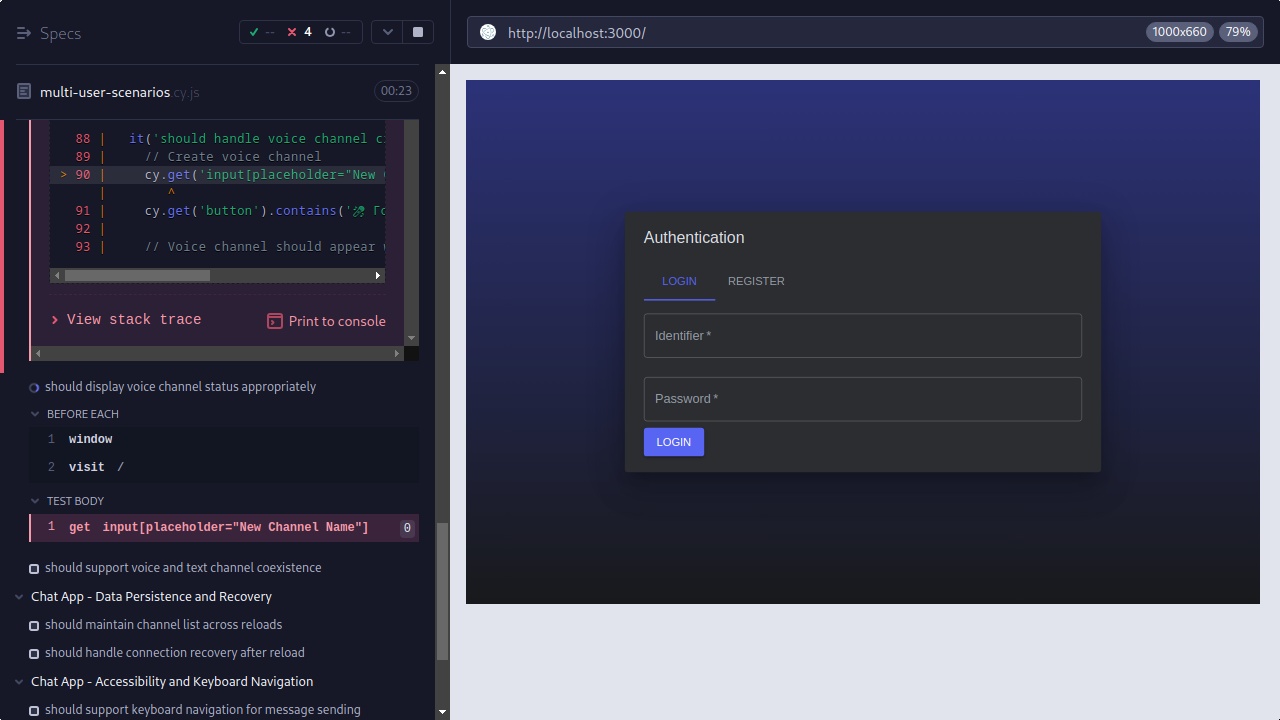 Specs
-- 4 --
http://localhost:3000/
1000x660
79%
multi-user-scenarios.cy.js
00:23
88 | it('should handle voice channel
89 | // Create voice channel
> 90 | cy.get('input[placeholder="New
| ^
91 | cy.get('button').contains('
92 |
93 | // Voice channel should appear
View stack trace
Print to console
should display voice channel status appropriately
BEFORE EACH
1 window
2 visit /
TEST BODY
1 get input[placeholder="New Channel Name"] 0
should support voice and text channel coexistence
Chat App - Data Persistence and Recovery
should maintain channel list across reloads
should handle connection recovery after reload
Chat App - Accessibility and Keyboard Navigation
should support keyboard navigation for message sending
Authentication
LOGIN
REGISTER
Identifier *
Password *
LOGIN